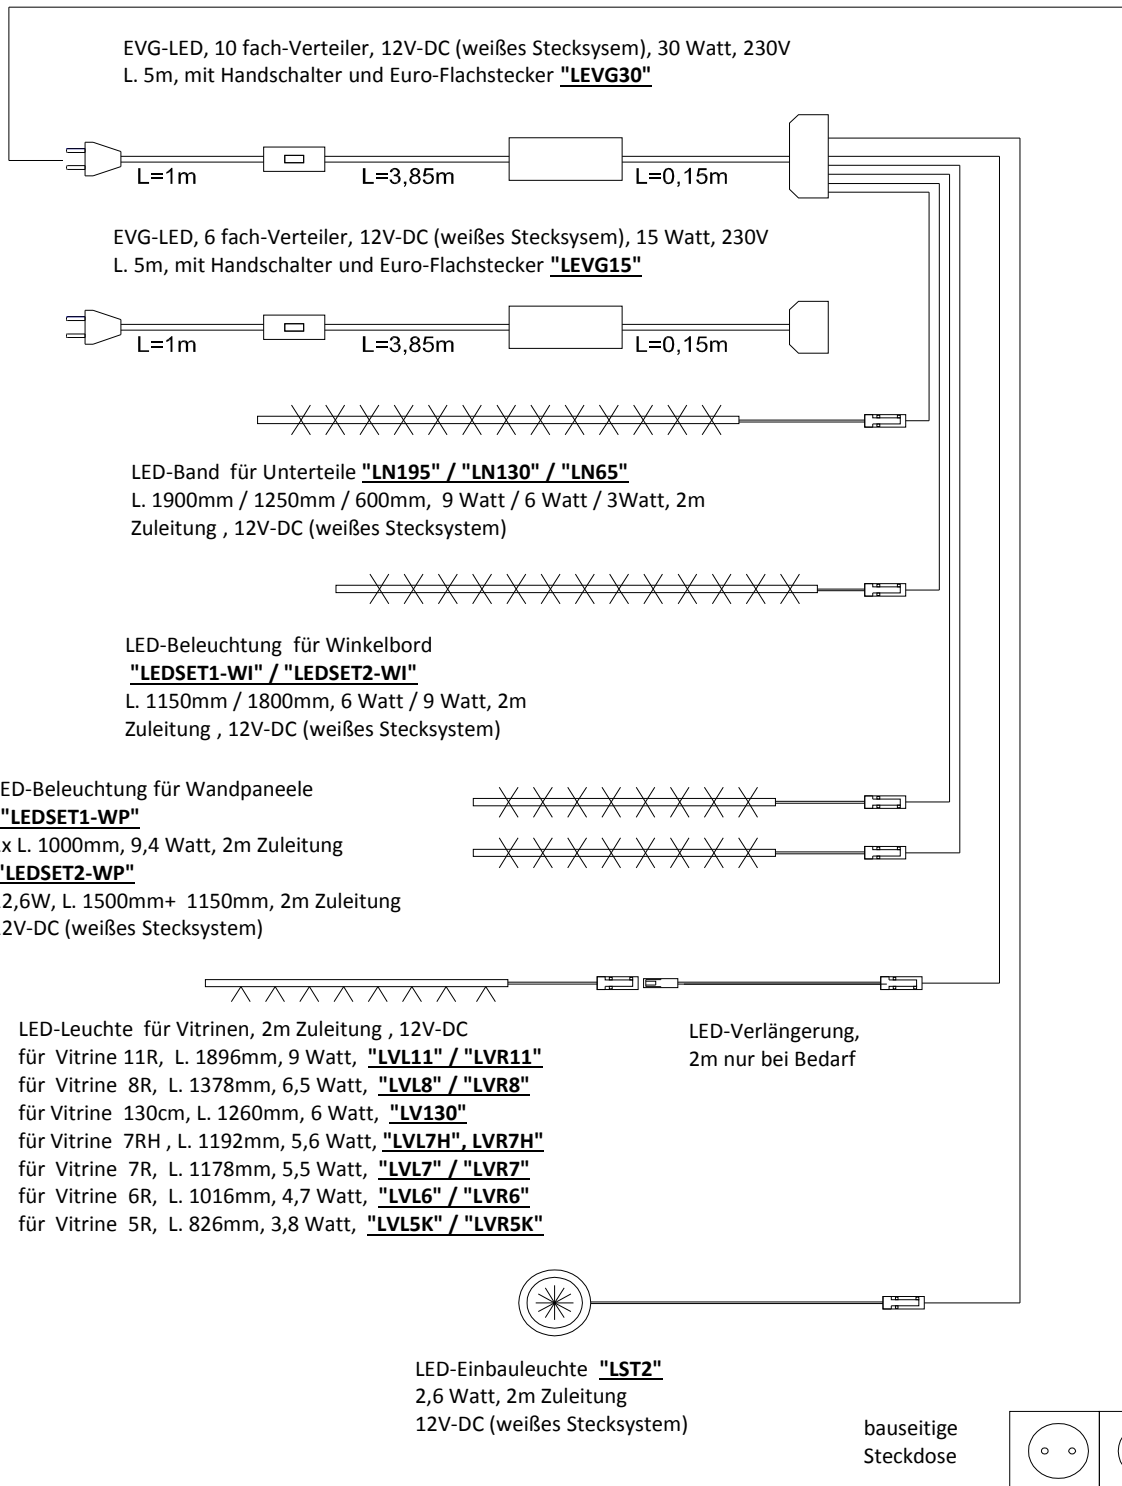 EVG-LED, 10 fach-Verteiler, 12V-DC (weißes Stecksysem), 30 Watt, 230V
L. 5m, mit Handschalter und Euro-Flachstecker "LEVG30"
L=1m L=3,85m L=0,15m
EVG-LED, 6 fach-Verteiler, 12V-DC (weißes Stecksysem), 15 Watt, 230V
L. 5m, mit Handschalter und Euro-Flachstecker "LEVG15"
L=1m L=3,85m L=0,15m
LED-Band für Unterteile "LN195" / "LN130" / "LN65"
L. 1900mm / 1250mm / 600mm, 9 Watt / 6 Watt / 3Watt, 2m
Zuleitung , 12V-DC (weißes Stecksystem)
LED-Beleuchtung für Winkelbord
"LEDSET1-WI" / "LEDSET2-WI"
L. 1150mm / 1800mm, 6 Watt / 9 Watt, 2m
Zuleitung , 12V-DC (weißes Stecksystem)
ED-Beleuchtung für Wandpaneele
"LEDSET1-WP"
x L. 1000mm, 9,4 Watt, 2m Zuleitung
"LEDSET2-WP"
2,6W, L. 1500mm+ 1150mm, 2m Zuleitung
2V-DC (weißes Stecksystem)
LED-Leuchte für Vitrinen, 2m Zuleitung , 12V-DC
für Vitrine 11R, L. 1896mm, 9 Watt, "LVL11" / "LVR11"
für Vitrine 8R, L. 1378mm, 6,5 Watt, "LVL8" / "LVR8"
für Vitrine 130cm, L. 1260mm, 6 Watt, "LV130"
für Vitrine 7RH , L. 1192mm, 5,6 Watt, "LVL7H", LVR7H"
für Vitrine 7R, L. 1178mm, 5,5 Watt, "LVL7" / "LVR7"
für Vitrine 6R, L. 1016mm, 4,7 Watt, "LVL6" / "LVR6"
für Vitrine 5R, L. 826mm, 3,8 Watt, "LVL5K" / "LVR5K"
LED-Verlängerung,
2m nur bei Bedarf
LED-Einbauleuchte "LST2"
2,6 Watt, 2m Zuleitung
12V-DC (weißes Stecksystem)
bauseitige
Steckdose